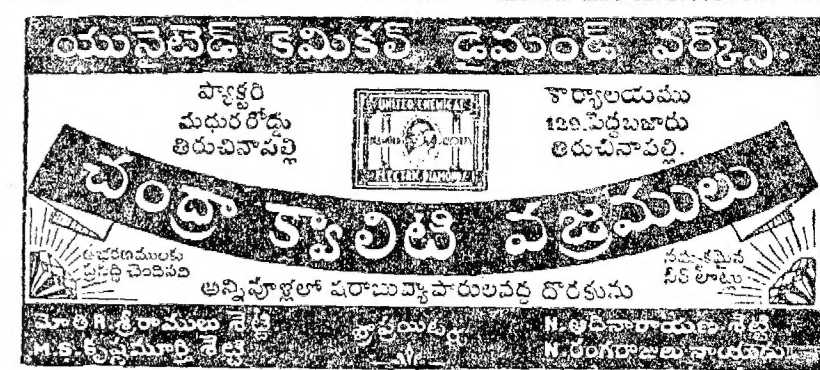 యునైటెడ్ కెమికల్ డైమండ్ వర్క్స్.
ఫ్యాక్టరి
మధుర రోడ్డు
తిరుచినాపల్లి
UNITED CHEMICAL
ELECTRIC DIAMOND
కార్యాలయము
129. పెద్దబజారు
తిరుచినాపల్లి.
చంద్రా క్వాలిటి వజ్రములు
ఆభరణములకు
ప్రసిద్ధి చెందినది
నమ్మకమైన
సీల్ లాట్లు
అన్నివూళ్లలో షరాబువ్యాపారులవద్ద దొరకును
శ్రీరాములు శెట్టి
M.S. కృష్ణమూర్తి శెట్టి
ప్రొప్రయిటర్లు
N. ఆదినారాయణ శెట్టి
N. రంగరాజులు నాయుడు